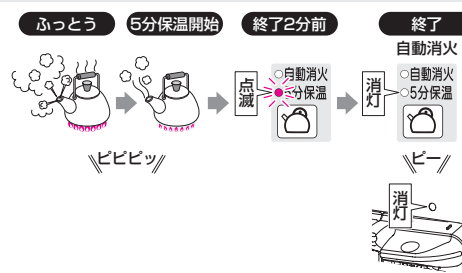 ふっとう
5分保温開始
終了2分前
終了
自動消火
点滅
自動消火
5分保温
消灯
自動消火
5分保温
ピピピッ
ピー
消灯